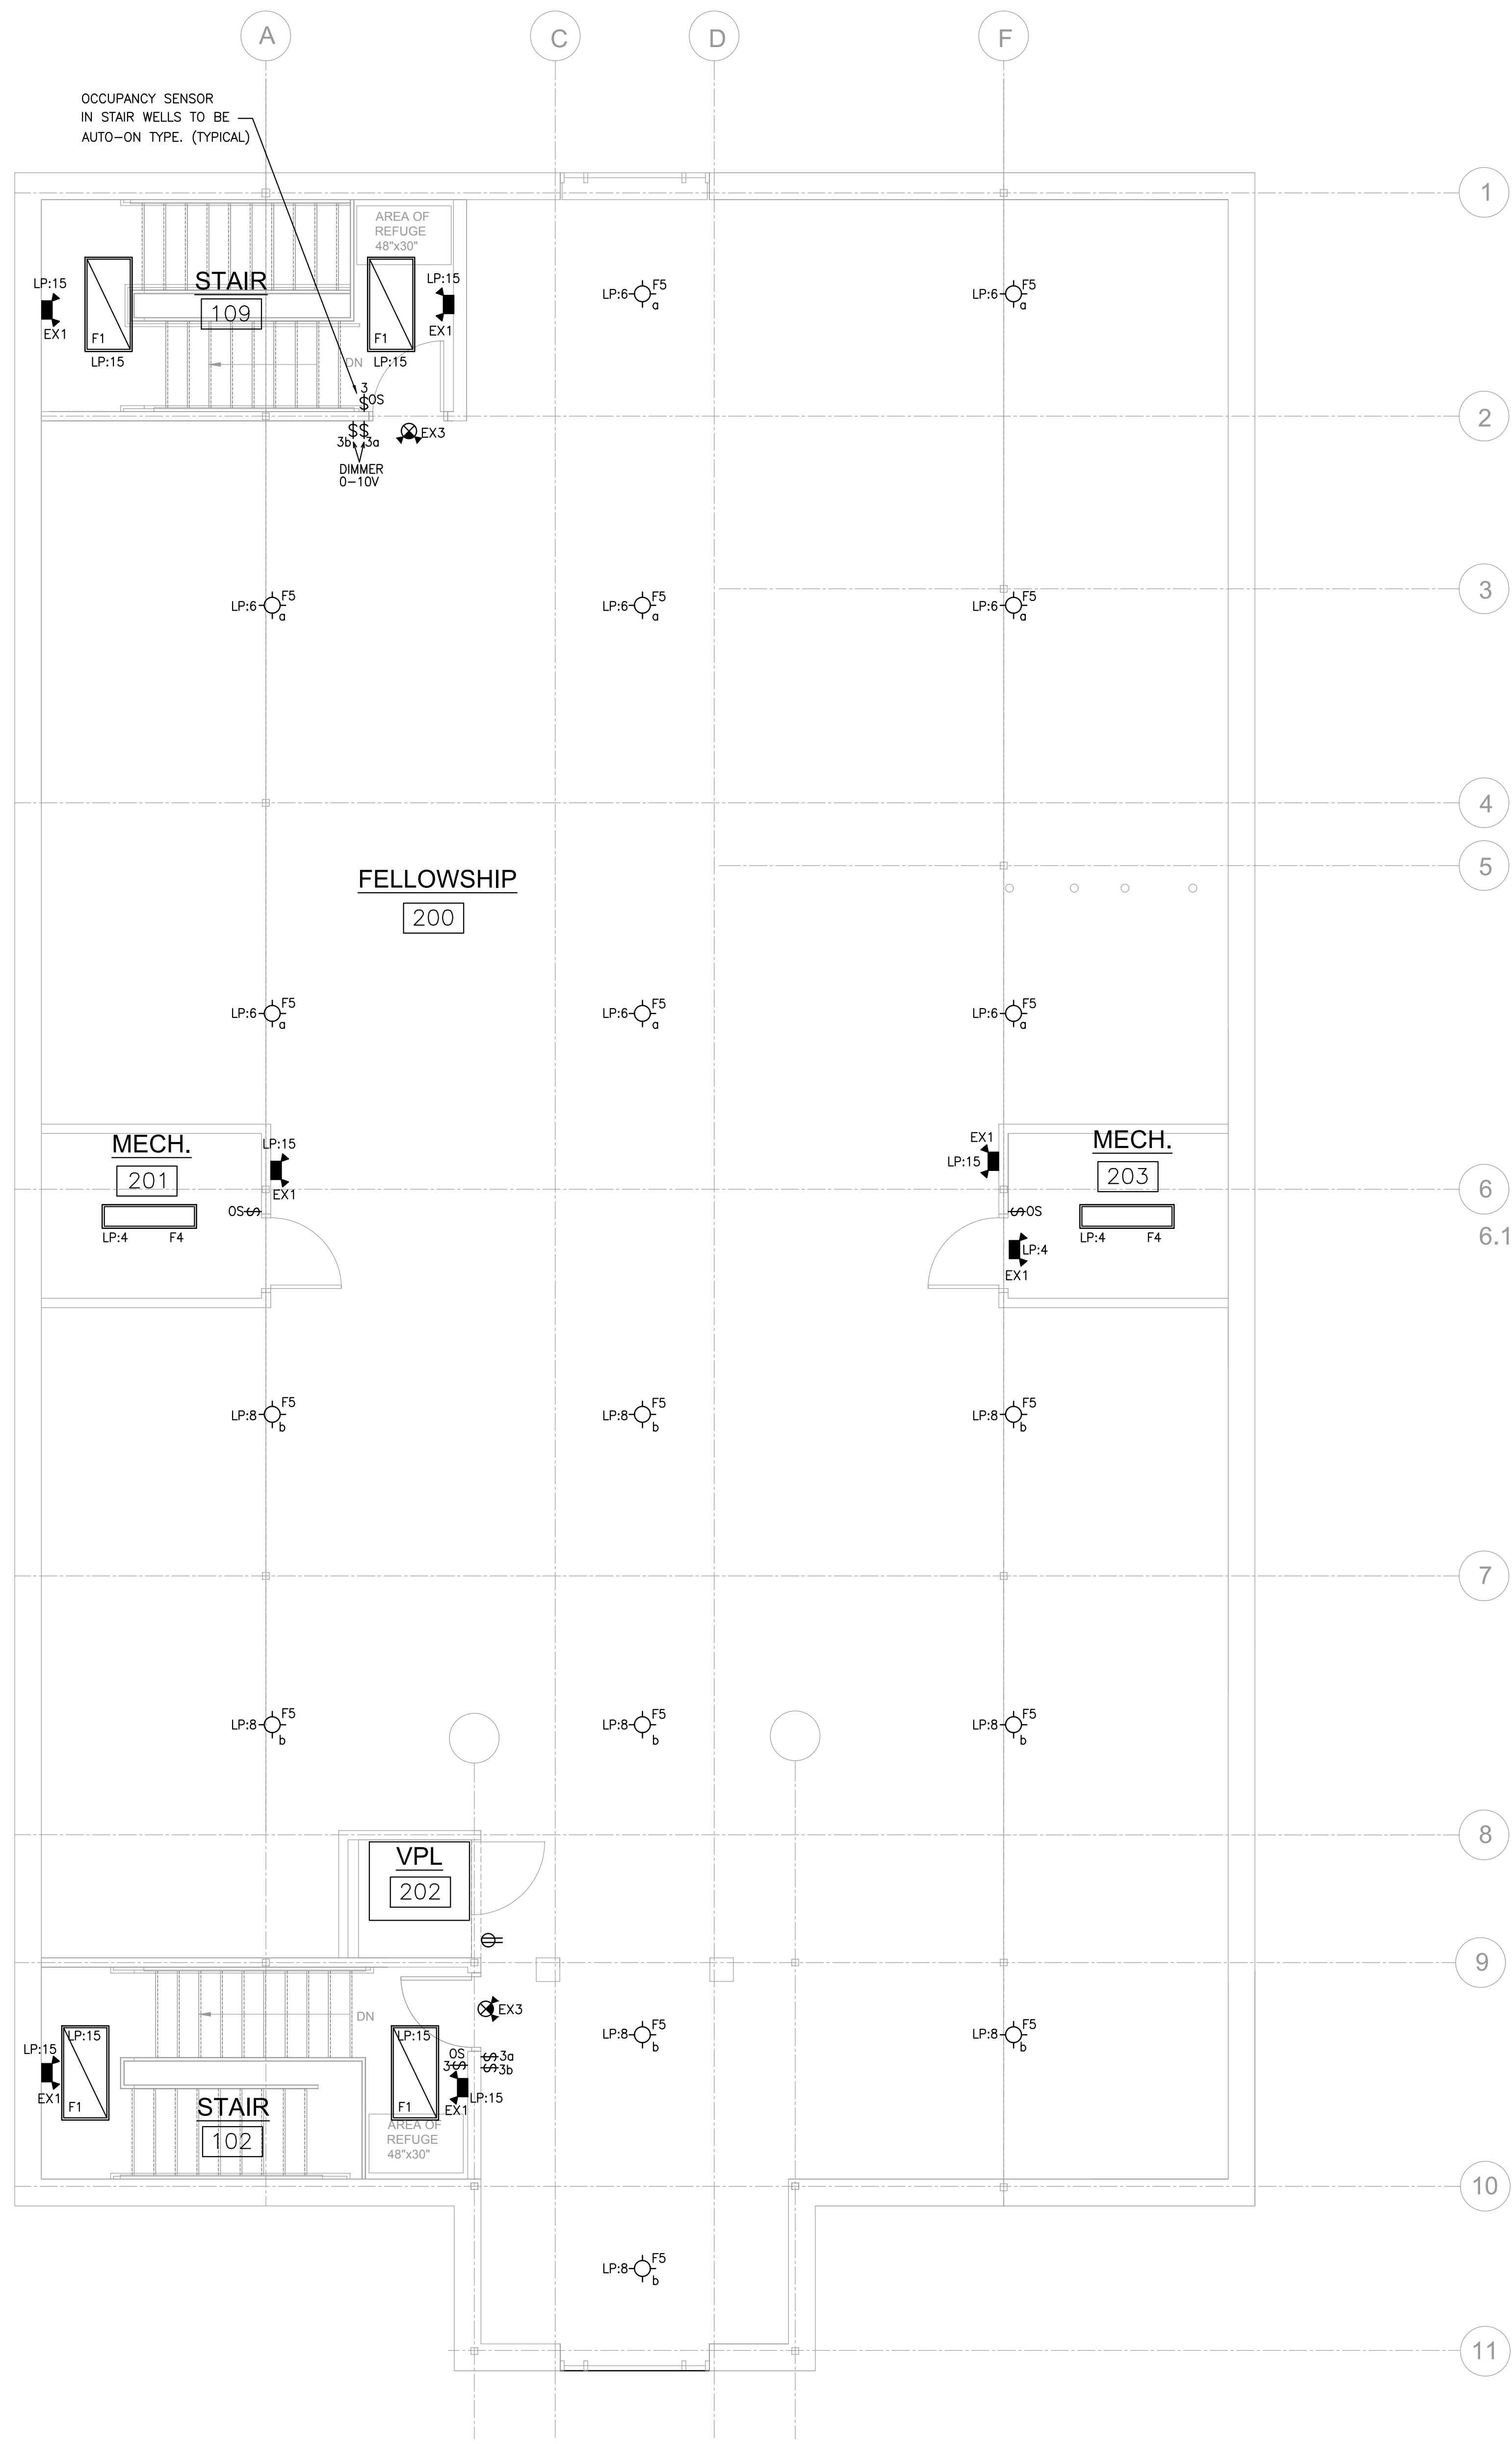 A
C
D
F
OCCUPANCY SENSOR
IN STAIR WELLS TO BE
AUTO-ON TYPE. (TYPICAL)
1
AREA OF
REFUGE
48"x30"
LP:15
EX1
F1
LP:15
STAIR
109
F1
LP:15
LP:15
EX1
DN
LP:6
F5
a
LP:6
F5
a
3
OS
2
3b
3a
EX3
DIMMER
0-10V
3
LP:6
F5
a
LP:6
F5
a
LP:6
F5
a
4
5
FELLOWSHIP
200
LP:6
F5
a
LP:6
F5
a
LP:6
F5
a
MECH.
201
LP:15
EX1
OS
LP:4
F4
EX1
LP:15
MECH.
203
OS
LP:4
EX1
LP:4
F4
6
6.1
LP:8
F5
b
LP:8
F5
b
LP:8
F5
b
7
LP:8
F5
b
LP:8
F5
b
LP:8
F5
b
8
VPL
202
9
DN
EX3
LP:15
EX1
LP:15
F1
STAIR
102
LP:15
F1
OS
3
3a
3b
LP:15
EX1
AREA OF
REFUGE
48"x30"
LP:8
F5
b
LP:8
F5
b
10
LP:8
F5
b
11